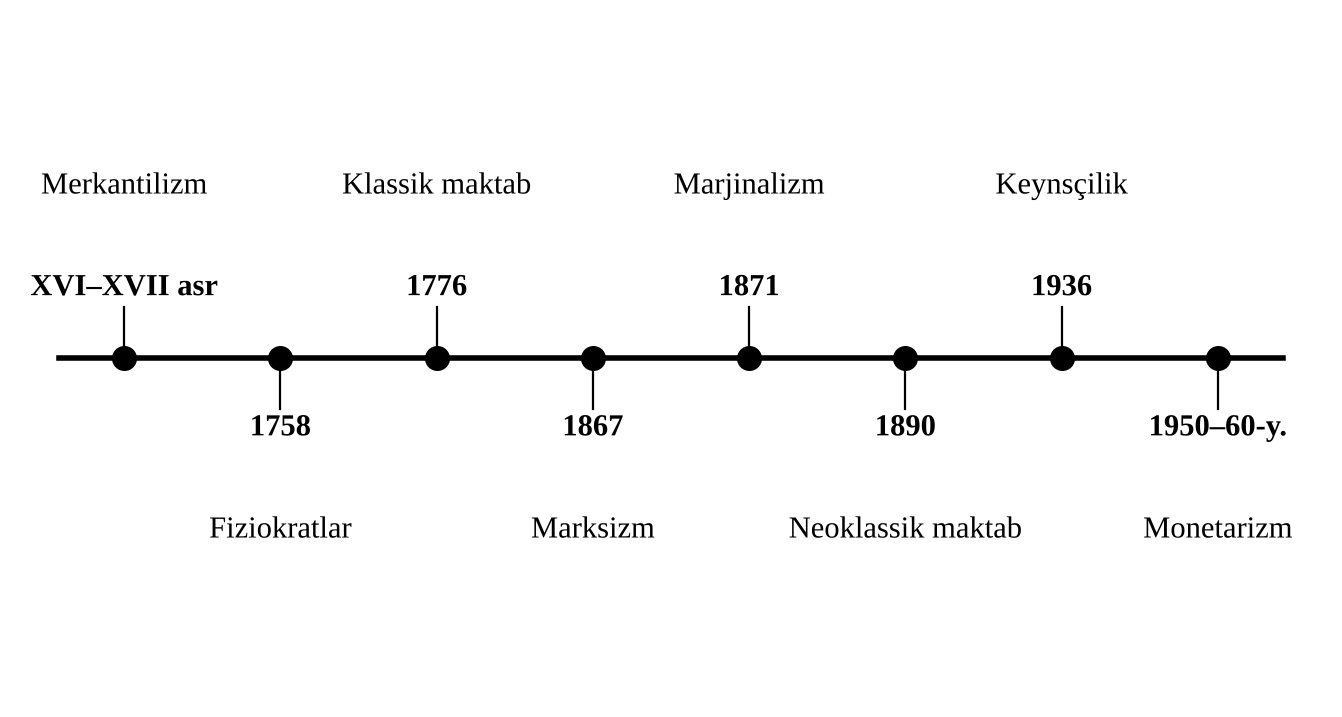 Merkantilizm
XVI–XVII asr
1758
Fiziokratlar
Klassik maktab
1776
1867
Marksizm
Marjinalizm
1871
1890
Neoklassik maktab
Keynsçilik
1936
1950–60-y.
Monetarizm